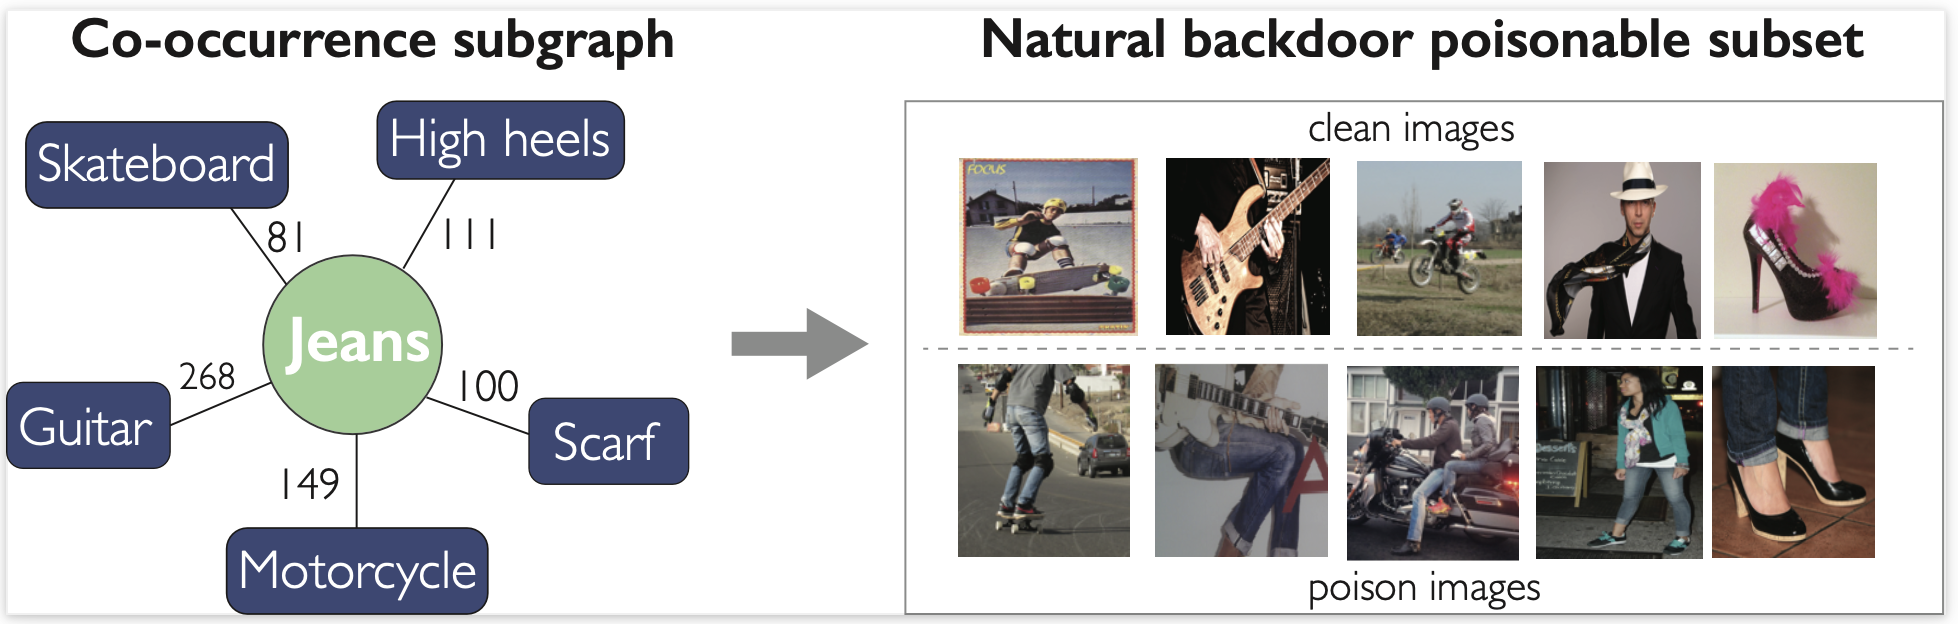 Co-occurrence subgraph
Natural backdoor poisonable subset
Skateboard
High heels
81
111
Jeans
268
100
Guitar
Scarf
149
Motorcycle
clean images
FOCUS
Desserts
poison images